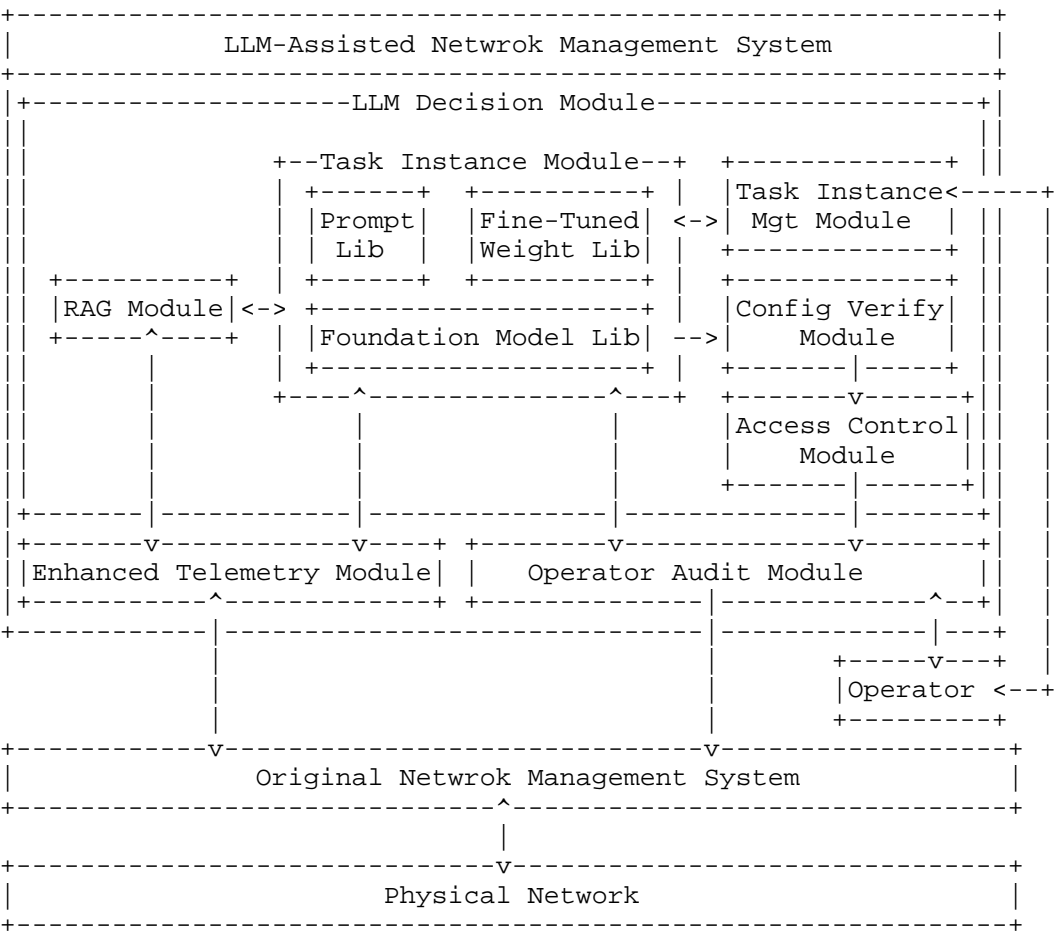 LLM-Assisted Netwrok Management System
LLM Decision Module
Task Instance Module
Task Instance
Mgt Module
Prompt
Lib
Fine-Tuned
Weight Lib
RAG Module
Foundation Model Lib
Config Verify
Module
Access Control
Module
Enhanced Telemetry Module
Operator Audit Module
Operator
Original Netwrok Management System
Physical Network